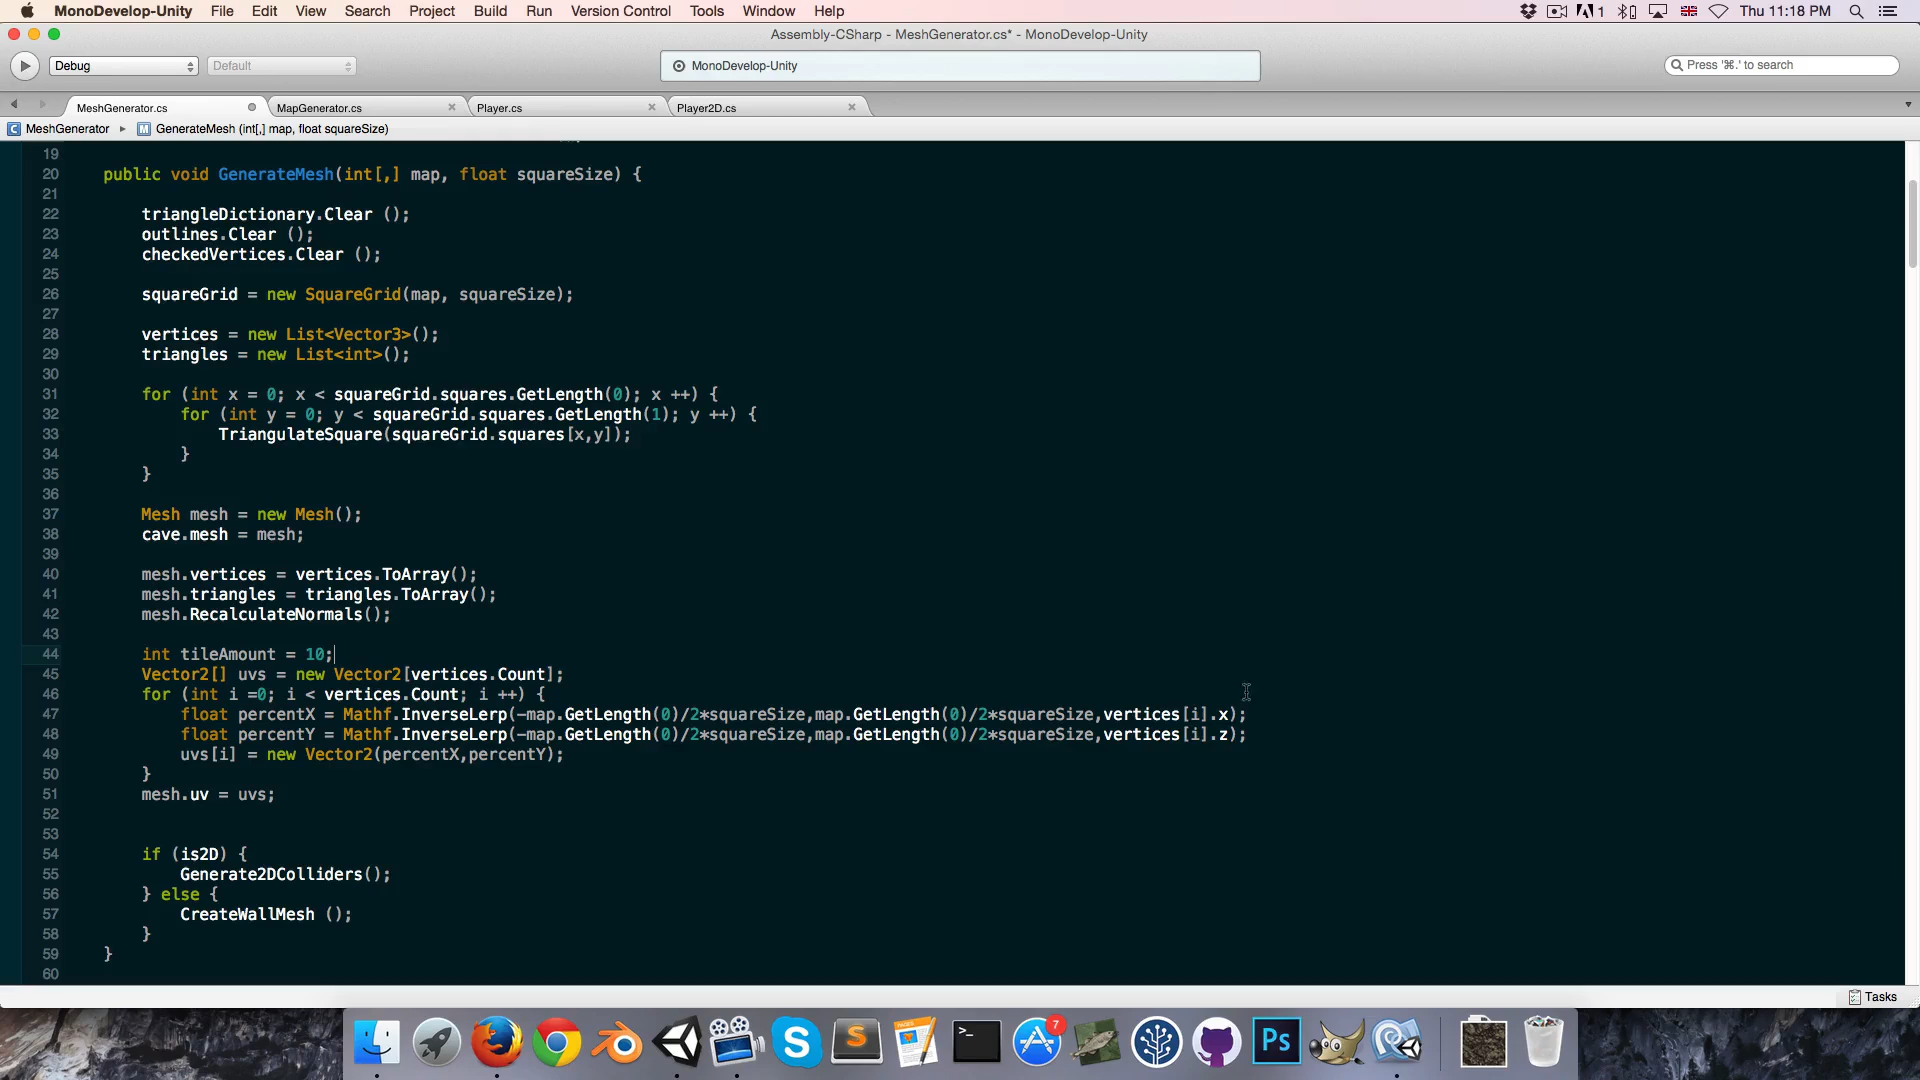 MonoDevelop-Unity File Edit View Search Project Build Run Version Control Tools Window Help 1 Thu 11:18 PM
Assembly-CSharp - MeshGenerator.cs* - MonoDevelop-Unity
Debug Default MonoDevelop-Unity Press '⌘.' to search
MeshGenerator.cs MapGenerator.cs Player.cs Player2D.cs
C MeshGenerator M GenerateMesh (int[,] map, float squareSize)
19
20 public void GenerateMesh(int[,] map, float squareSize) {
21
22 triangleDictionary.Clear ();
23 outlines.Clear ();
24 checkedVertices.Clear ();
25
26 squareGrid = new SquareGrid(map, squareSize);
27
28 vertices = new List<Vector3>();
29 triangles = new List<int>();
30
31 for (int x = 0; x < squareGrid.squares.GetLength(0); x ++) {
32 for (int y = 0; y < squareGrid.squares.GetLength(1); y ++) {
33 TriangulateSquare(squareGrid.squares[x,y]);
34 }
35 }
36
37 Mesh mesh = new Mesh();
38 cave.mesh = mesh;
39
40 mesh.vertices = vertices.ToArray();
41 mesh.triangles = triangles.ToArray();
42 mesh.RecalculateNormals();
43
44 int tileAmount = 10;
45 Vector2[] uvs = new Vector2[vertices.Count];
46 for (int i =0; i < vertices.Count; i ++) {
47 float percentX = Mathf.InverseLerp(-map.GetLength(0)/2*squareSize,map.GetLength(0)/2*squareSize,vertices[i].x);
48 float percentY = Mathf.InverseLerp(-map.GetLength(0)/2*squareSize,map.GetLength(0)/2*squareSize,vertices[i].z);
49 uvs[i] = new Vector2(percentX,percentY);
50 }
51 mesh.uv = uvs;
52
53
54 if (is2D) {
55 Generate2DColliders();
56 } else {
57 CreateWallMesh ();
58 }
59 }
60
Tasks
7
Ps